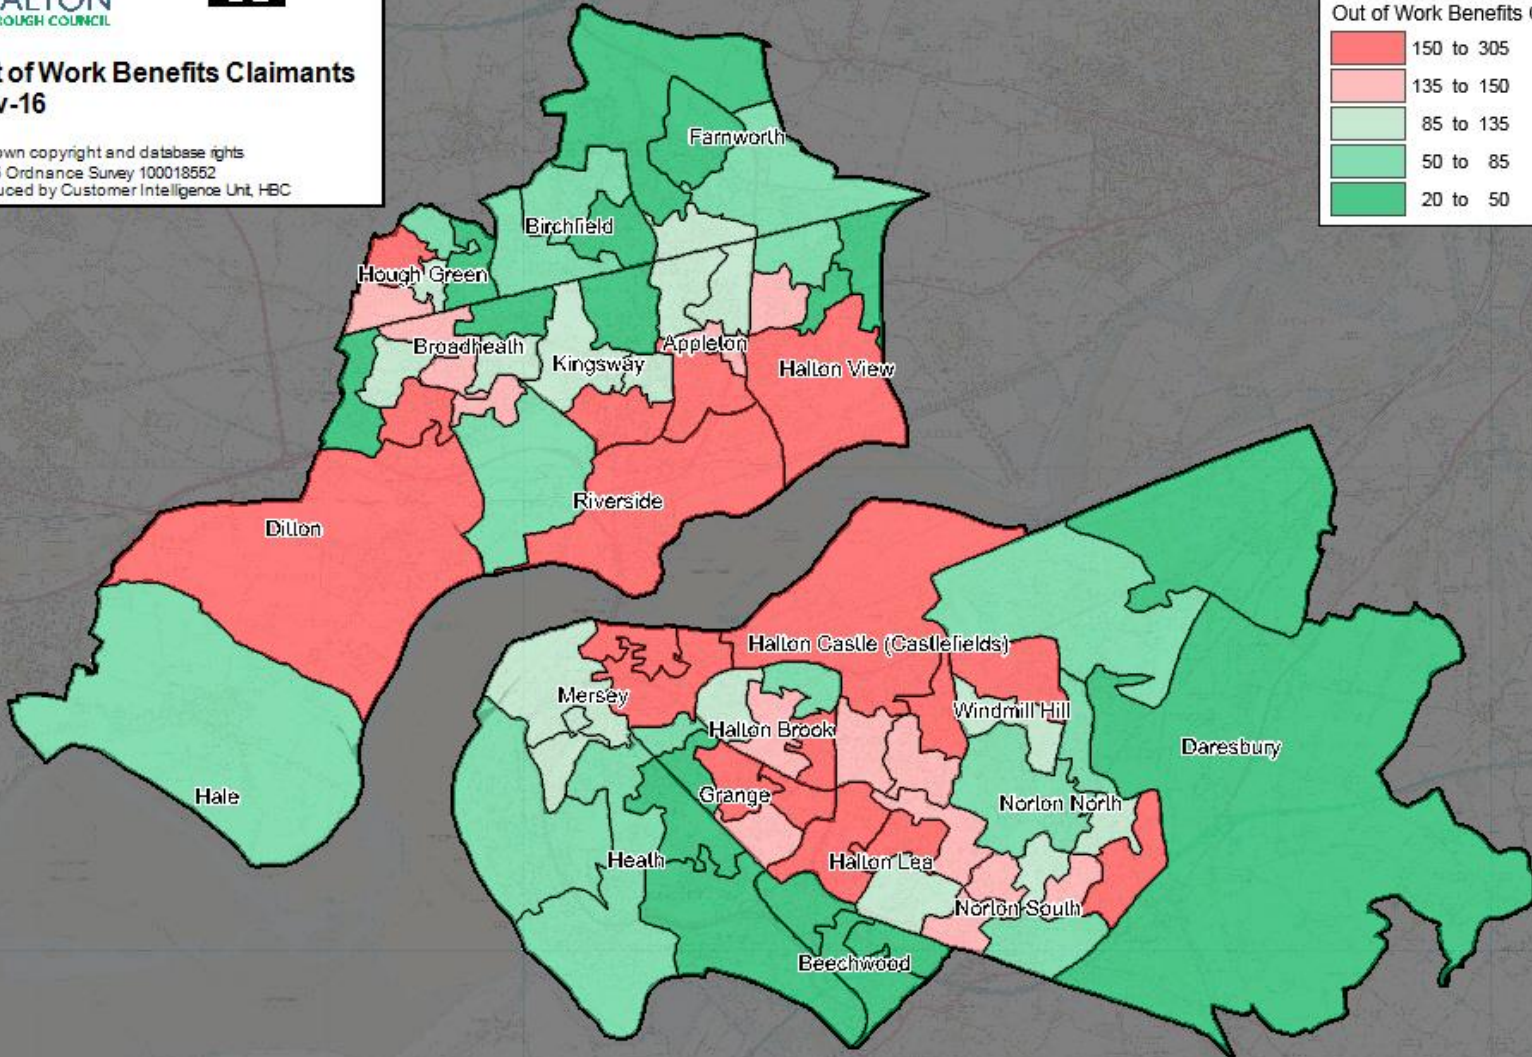 ALTON
ROUGH COUNCIL
t of Work Benefits Claimants
v-16
own copyright and database rights
Ordnance Survey 100018552
uced by Customer Intelligence Unit, HBC
Out of Work Benefits
150 to 305
135 to 150
85 to 135
50 to 85
20 to 50
Farnworth
Birchfield
Hough Green
Broadheath
Kingsway
Appleton
Halton View
Riverside
Ditton
Halton Castle (Castlefields)
Mersey
Windmill Hill
Halton Brook
Daresbury
Hale
Grange
Norton North
Heath
Halton Lea
Norton South
Beechwood